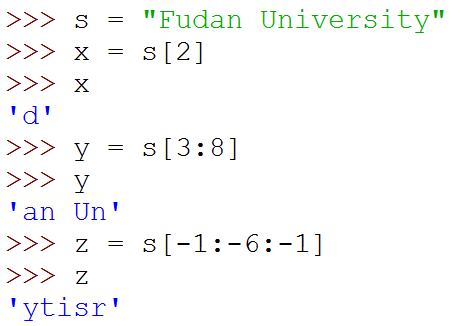 >>> s = "Fudan University"
>>> x = s[2]
>>> x
'd'
>>> y = s[3:8]
>>> y
'an Un'
>>> z = s[-1:-6:-1]
>>> z
'ytisr'